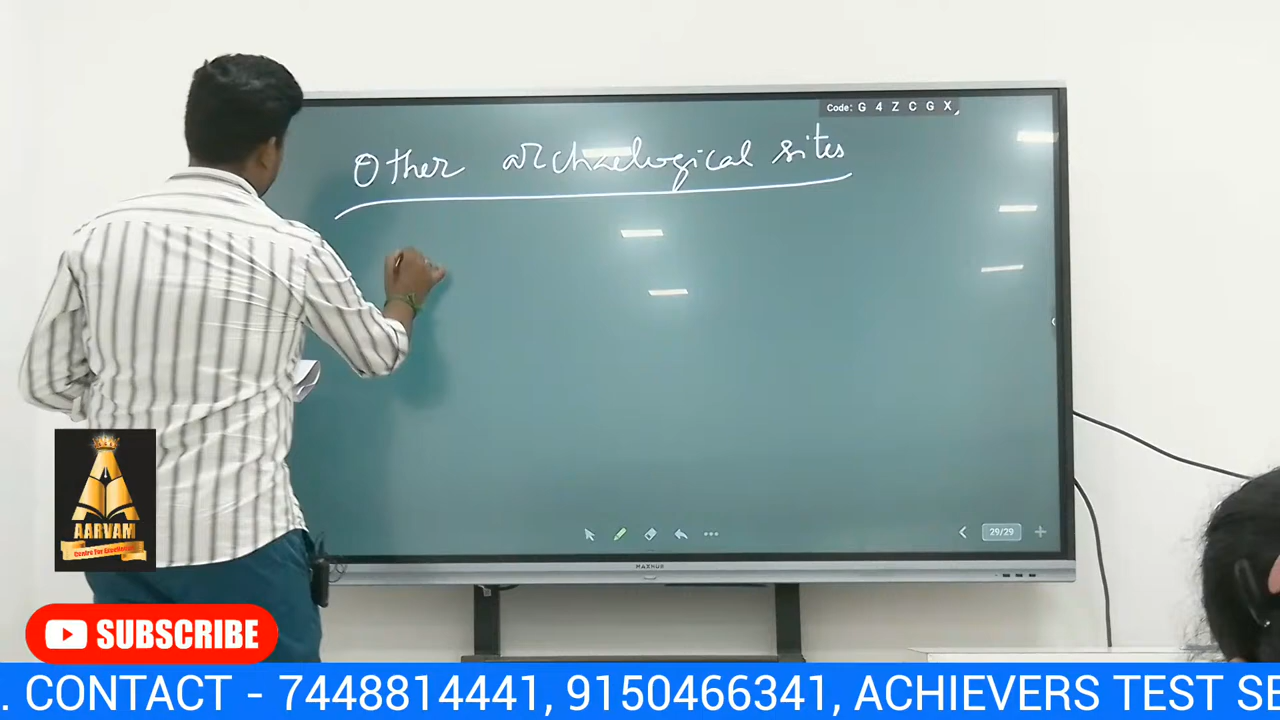 Code: G 4 Z C G X
Other archaelogical sites
29/29
MAXHUB
AARVAM
Centre For Excellence
SUBSCRIBE
. CONTACT - 7448814441, 9150466341, ACHIEVERS TEST SE